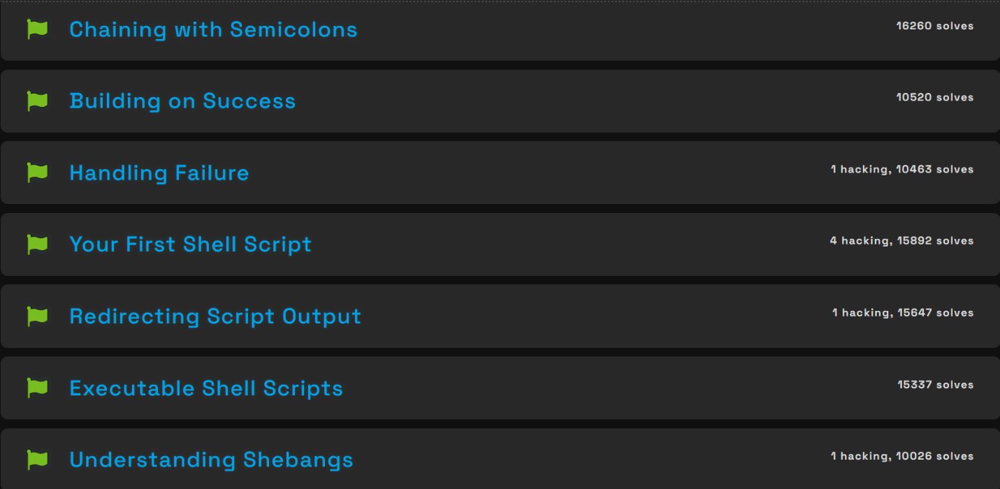 Chaining with Semicolons
16260 solves
Building on Success
10520 solves
Handling Failure
1 hacking, 10463 solves
Your First Shell Script
4 hacking, 15892 solves
Redirecting Script Output
1 hacking, 15647 solves
Executable Shell Scripts
15337 solves
Understanding Shebangs
1 hacking, 10026 solves